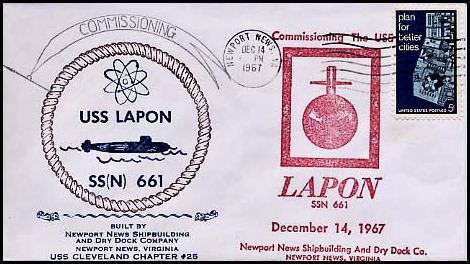 COMMISSIONING
USS LAPON
SS(N) 661
BUILT BY
NEWPORT NEWS SHIPBUILDING
AND DRY DOCK COMPANY
NEWPORT NEWS, VIRGINIA
USS CLEVELAND CHAPTER #25
NEWPORT NEWS, VA
DEC 14
PM
1967
Commissioning The USS
plan
for
better
cities
UNITED STATES POSTAGE 5
LAPON
SSN 661
December 14, 1967
Newport News Shipbuilding And Dry Dock Co.
NEWPORT NEWS, VIRGINIA